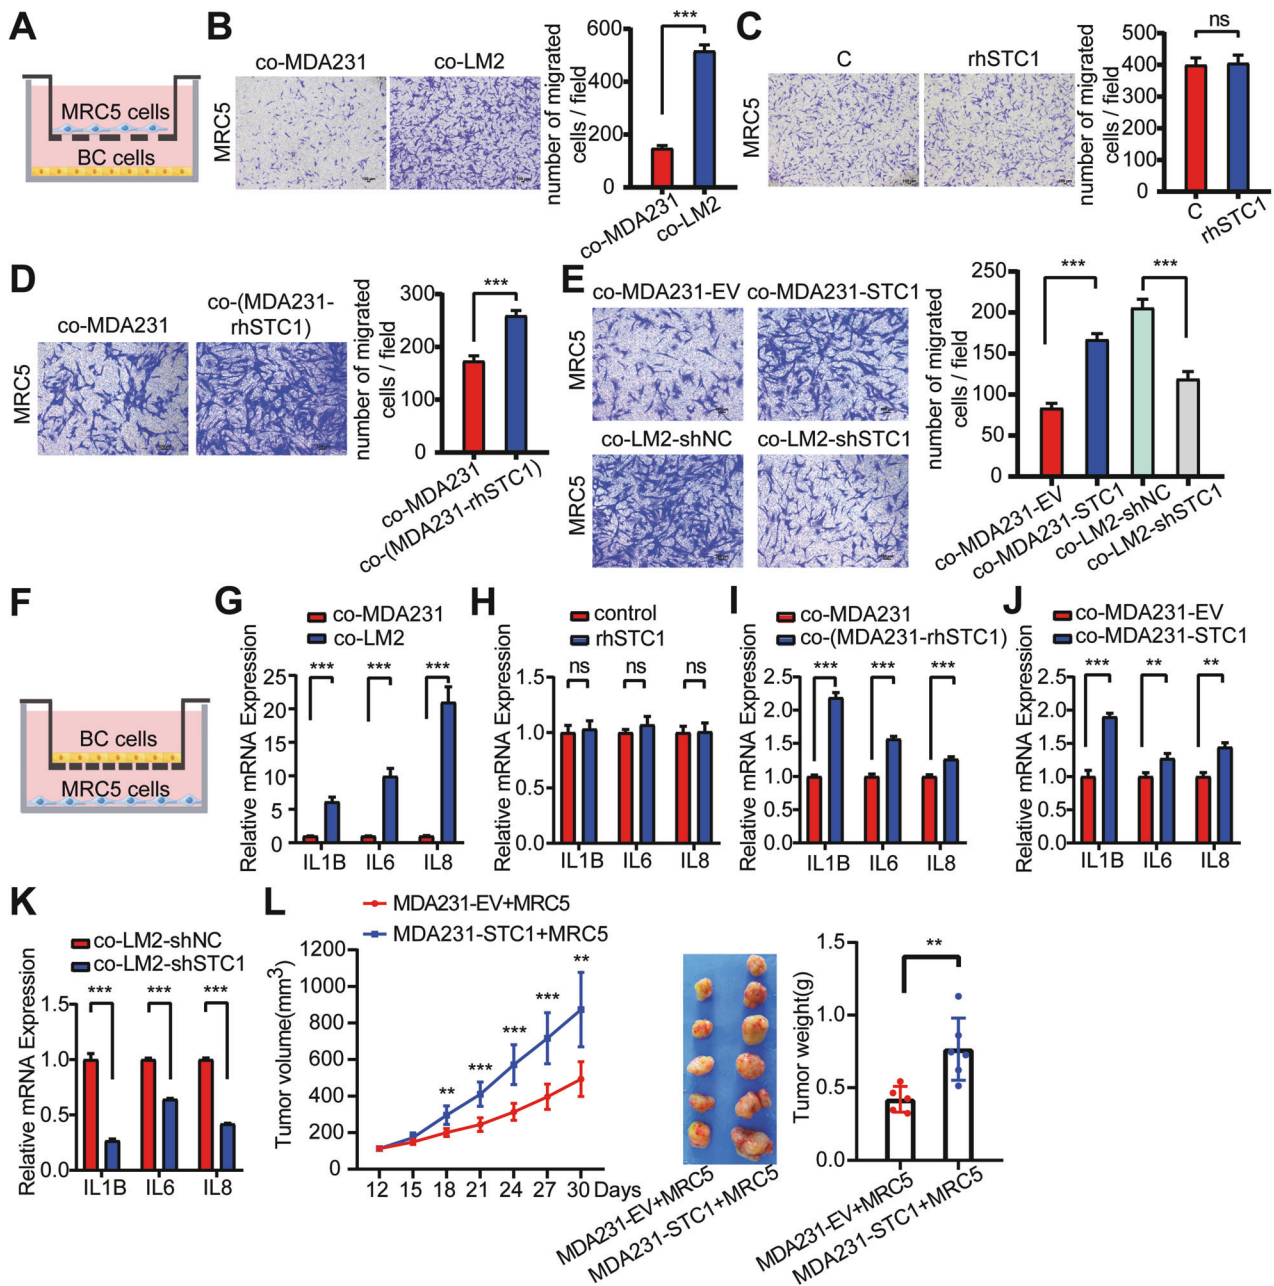 A
MRC5 cells
BC cells
B
co-MDA231
co-LM2
MRC5
number of migrated
cells / field
600
400
200
0
***
co-MDA231
co-LM2
C
C
rhSTC1
MRC5
number of migrated
cells / field
500
400
300
200
100
0
ns
C
rhSTC1
D
co-MDA231
co-(MDA231-
rhSTC1)
MRC5
number of migrated
cells / field
300
200
100
0
***
co-MDA231
co-(MDA231-rhSTC1)
E
co-MDA231-EV
co-MDA231-STC1
MRC5
co-LM2-shNC
co-LM2-shSTC1
MRC5
number of migrated
cells / field
250
200
150
100
50
0
***
***
co-MDA231-EV
co-MDA231-STC1
co-LM2-shNC
co-LM2-shSTC1
F
BC cells
MRC5 cells
G
co-MDA231
co-LM2
Relative mRNA Expression
25
20
15
10
5
0
***
***
***
IL1B
IL6
IL8
H
control
rhSTC1
Relative mRNA Expression
1.5
1.0
0.5
0.0
ns
ns
ns
IL1B
IL6
IL8
I
co-MDA231
co-(MDA231-rhSTC1)
Relative mRNA Expression
2.5
2.0
1.5
1.0
0.5
0.0
***
***
***
IL1B
IL6
IL8
J
co-MDA231-EV
co-MDA231-STC1
Relative mRNA Expression
2.5
2.0
1.5
1.0
0.5
0.0
***
**
**
IL1B
IL6
IL8
K
co-LM2-shNC
co-LM2-shSTC1
Relative mRNA Expression
1.5
1.0
0.5
0.0
***
***
***
IL1B
IL6
IL8
L
MDA231-EV+MRC5
MDA231-STC1+MRC5
Tumor volume(mm³)
1200
1000
800
600
400
200
0
**
***
***
***
**
12
15
18
21
24
27
30
Days
MDA231-EV+MRC5
MDA231-STC1+MRC5
Tumor weight(g)
1.5
1.0
0.5
0.0
**
MDA231-EV+MRC5
MDA231-STC1+MRC5